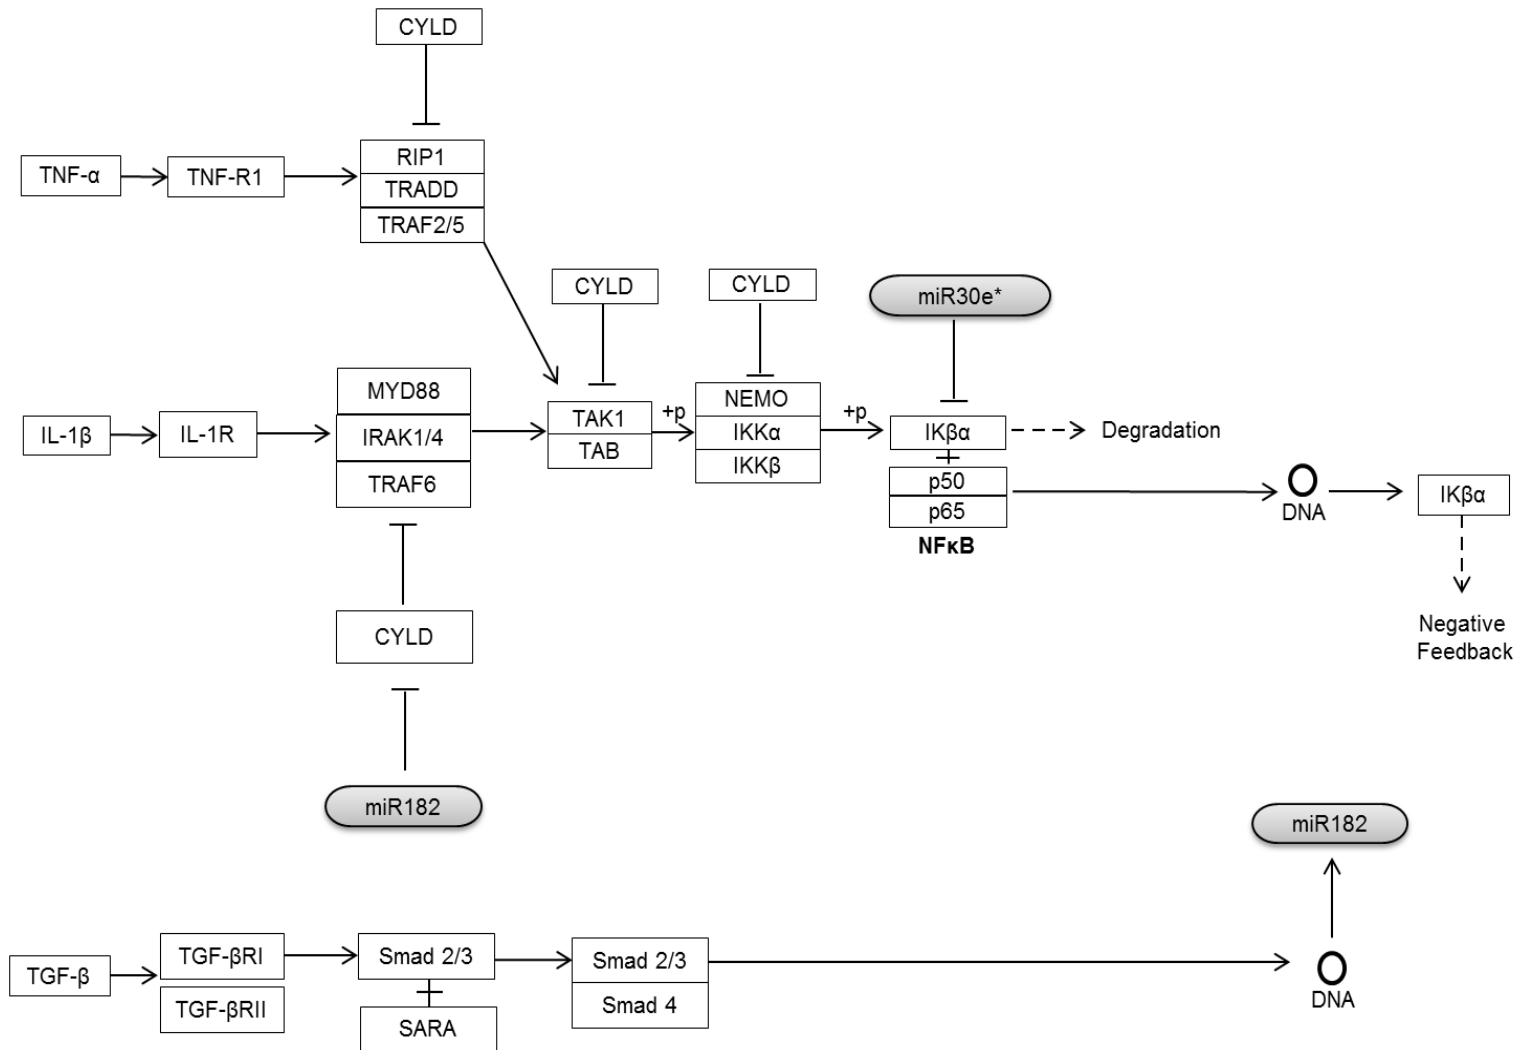 CYLD
RIP1
TNF-α
TNF-R1
TRADD
TRAF2/5
CYLD
CYLD
miR30e*
MYD88
TAK1
+p
NEMO
+p
IL-1β
IL-1R
IRAK1/4
IKKα
IKβα
Degradation
TAB
TRAF6
IKKβ
p50
p65
NFκB
DNA
IKβα
CYLD
Negative
Feedback
miR182
miR182
TGF-β
TGF-βRI
TGF-βRII
Smad 2/3
SARA
Smad 2/3
Smad 4
DNA